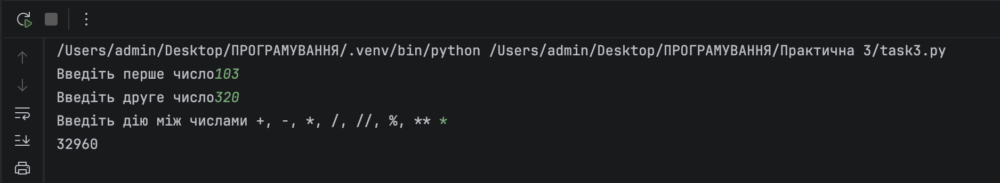 /Users/admin/Desktop/ПРОГРАМУВАННЯ/.venv/bin/python /Users/admin/Desktop/ПРОГРАМУВАННЯ/Практична 3/task3.py
Введіть перше число103
Введіть друге число320
Введіть дію між числами +, -, *, /, //, %, ** *
32960